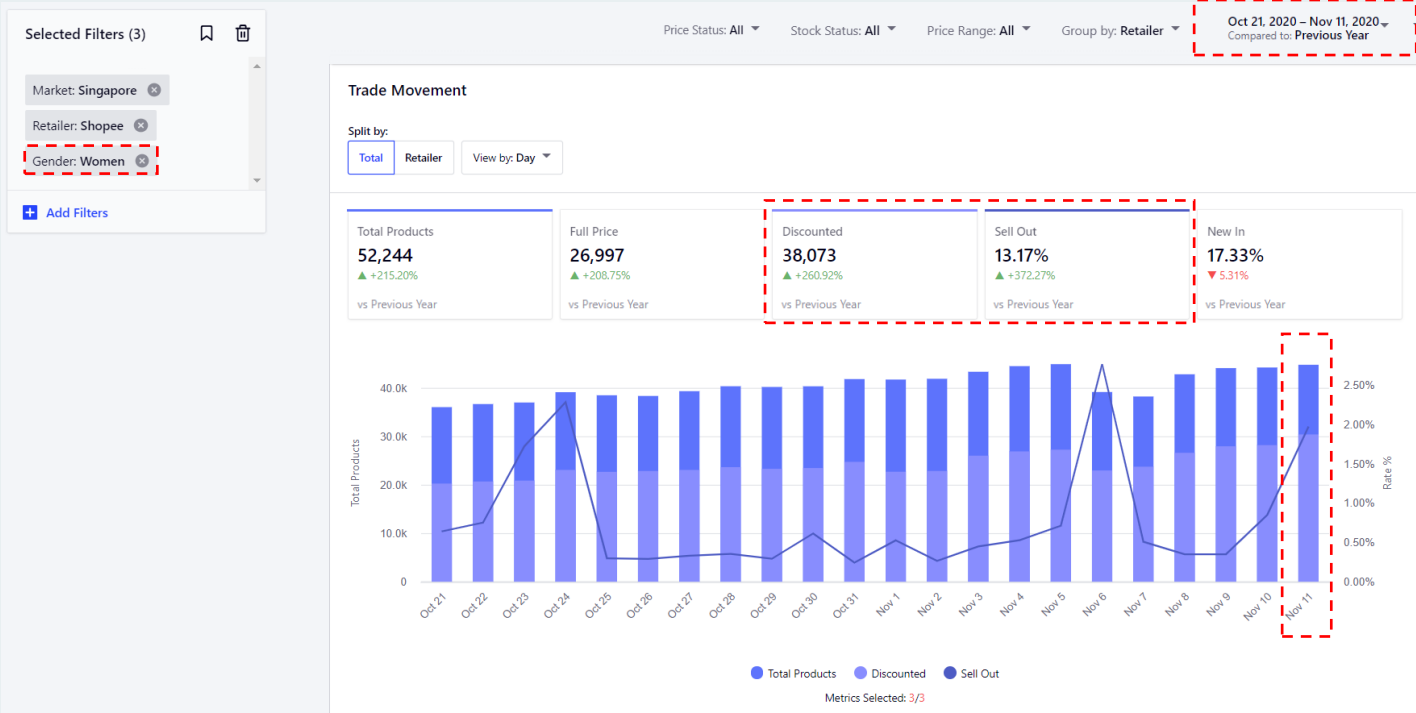 Selected Filters (3)
Market: Singapore
Retailer: Shopee
Gender: Women
Add Filters
Price Status: All
Stock Status: All
Price Range: All
Group by: Retailer
Oct 21, 2020 – Nov 11, 2020
Compared to: Previous Year
Trade Movement
Split by:
Total
Retailer
View by: Day
Total Products
52,244
+215.20%
vs Previous Year
Full Price
26,997
+208.75%
vs Previous Year
Discounted
38,073
+260.92%
vs Previous Year
Sell Out
13.17%
+372.27%
vs Previous Year
New In
17.33%
5.31%
vs Previous Year
Total Products
40.0k
30.0k
20.0k
10.0k
0
2.50%
2.00%
1.50%
1.00%
0.50%
0.00%
Rate %
Oct 21
Oct 22
Oct 23
Oct 24
Oct 25
Oct 26
Oct 27
Oct 28
Oct 29
Oct 30
Oct 31
Nov 1
Nov 2
Nov 3
Nov 4
Nov 5
Nov 6
Nov 7
Nov 8
Nov 9
Nov 10
Nov 11
Total Products
Discounted
Sell Out
Metrics Selected: 3/3